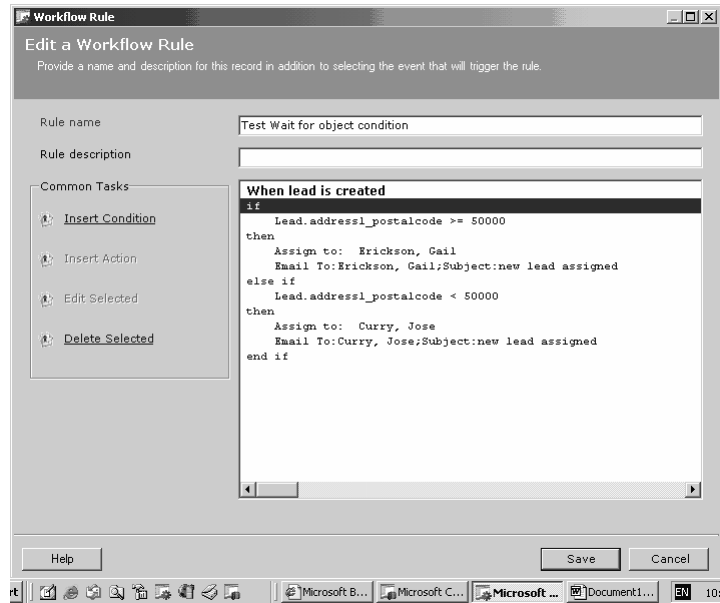 Workflow Rule
Edit a Workflow Rule
Provide a name and description for this record in addition to selecting the event that will trigger the rule.
Rule name
Test Wait for object condition
Rule description
Common Tasks
Insert Condition
Insert Action
Edit Selected
Delete Selected
When lead is created
if
Lead.address1_postalcode >= 50000
then
Assign to: Erickson, Gail
Email To:Erickson, Gail;Subject:new lead assigned
else if
Lead.address1_postalcode < 50000
then
Assign to: Curry, Jose
Email To:Curry, Jose;Subject:new lead assigned
end if
Help
Save
Cancel
rt
Microsoft B...
Microsoft C...
Microsoft ...
Document1...
EN
10: